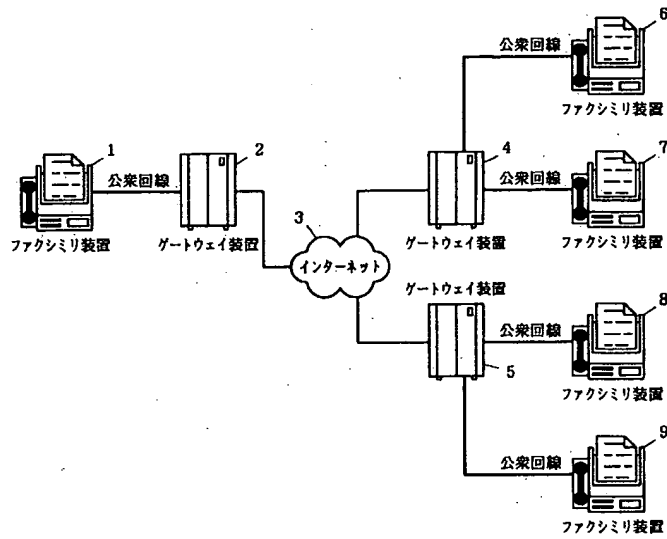 6
公衆回線
ファクシミリ装置
1
2
4
7
公衆回線
公衆回線
3
ファクシミリ装置
ゲートウェイ装置
ゲートウェイ装置
ファクシミリ装置
インターネット
ゲートウェイ装置
8
公衆回線
5
ファクシミリ装置
9
公衆回線
ファクシミリ装置